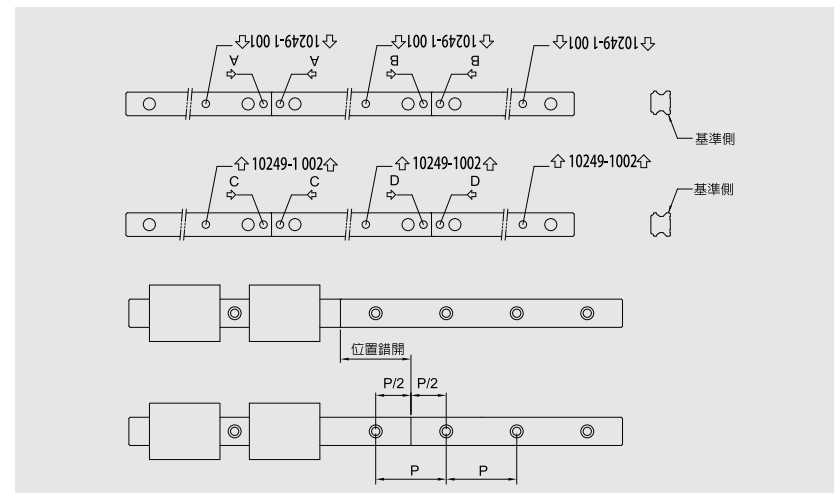 ⇩10249-1 001⇩ ⇩10249-1 001⇩ ⇩10249-1 001⇩
A A B B
⇨ ⇦ ⇨ ⇦
基準側
⇧10249-1 002⇧ ⇧10249-1002⇧ ⇧10249-1002⇧
C C D D
⇨ ⇦ ⇨ ⇦
基準側
位置錯開
P/2 P/2
P P